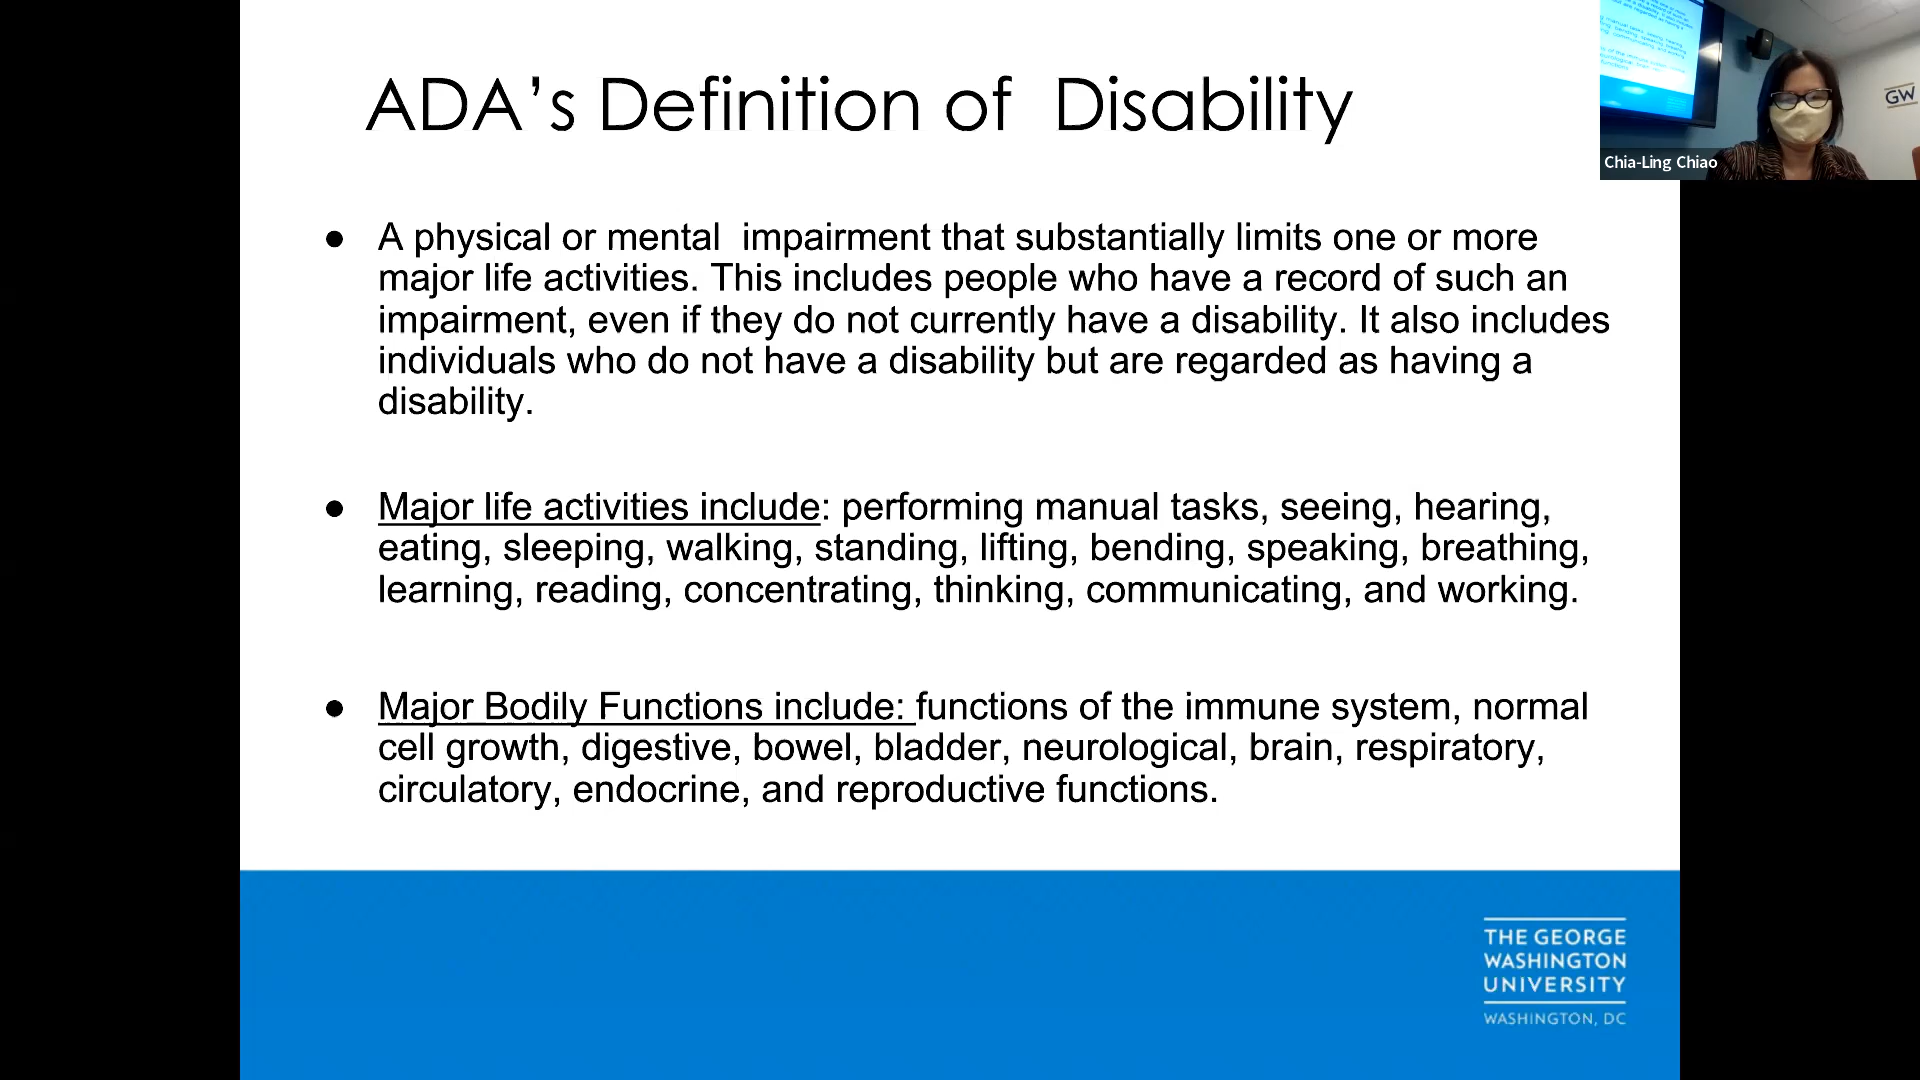 ADA’s Definition of  Disability
● A physical or mental  impairment that substantially limits one or more
major life activities. This includes people who have a record of such an
impairment, even if they do not currently have a disability. It also includes
individuals who do not have a disability but are regarded as having a
disability.
● Major life activities include: performing manual tasks, seeing, hearing,
eating, sleeping, walking, standing, lifting, bending, speaking, breathing,
learning, reading, concentrating, thinking, communicating, and working.
● Major Bodily Functions include: functions of the immune system, normal
cell growth, digestive, bowel, bladder, neurological, brain, respiratory,
circulatory, endocrine, and reproductive functions.
THE GEORGE
WASHINGTON
UNIVERSITY
WASHINGTON, DC
GW
Chia-Ling Chiao